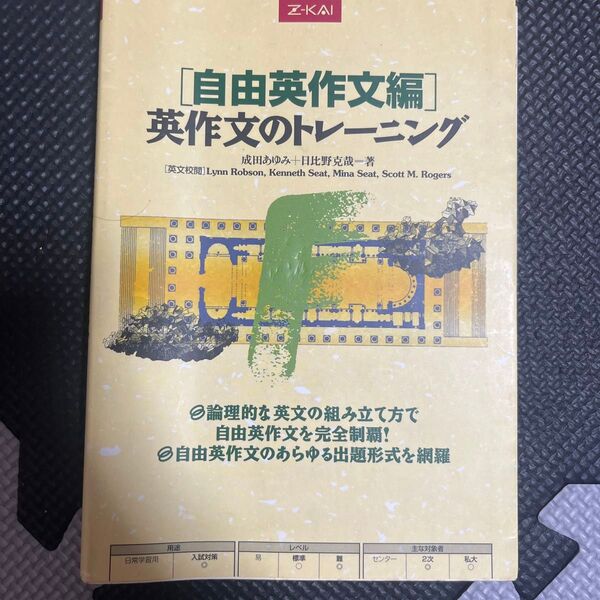 Z-KAI
[自由英作文編]
英作文のトレーニング
成田あゆみ＋日比野克哉＝著
[英文校閲] Lynn Robson, Kenneth Seat, Mina Seat, Scott M. Rogers
F
論理的な英文の組み立て方で
自由英作文を完全制覇！
自由英作文のあらゆる出題形式を網羅
用途 レベル 主な対象者
日常学習用 入試対策 易 標準 難 センター 2次 私大
◎ ○ ◎ ◎ ○